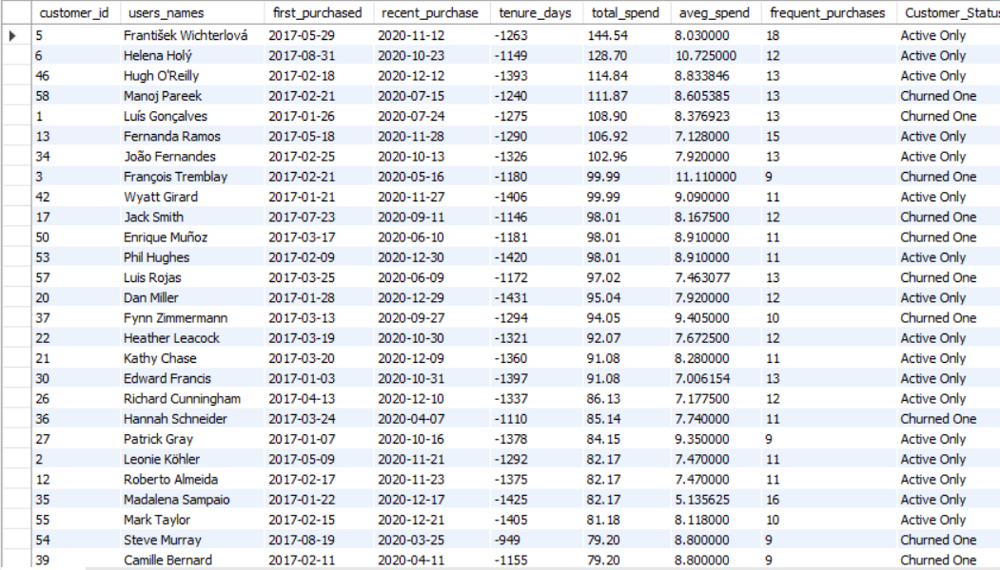 customer_id users_names first_purchased recent_purchase tenure_days total_spend aveg_spend frequent_purchases Customer_Status
5 František Wichterlová 2017-05-29 2020-11-12 -1263 144.54 8.030000 18 Active Only
6 Helena Holý 2017-08-31 2020-10-23 -1149 128.70 10.725000 12 Active Only
46 Hugh O'Reilly 2017-02-18 2020-12-12 -1393 114.84 8.833846 13 Active Only
58 Manoj Pareek 2017-02-21 2020-07-15 -1240 111.87 8.605385 13 Churned One
1 Luís Gonçalves 2017-01-26 2020-07-24 -1275 108.90 8.376923 13 Churned One
13 Fernanda Ramos 2017-05-18 2020-11-28 -1290 106.92 7.128000 15 Active Only
34 João Fernandes 2017-02-25 2020-10-13 -1326 102.96 7.920000 13 Active Only
3 François Tremblay 2017-02-21 2020-05-16 -1180 99.99 11.110000 9 Churned One
42 Wyatt Girard 2017-01-21 2020-11-27 -1406 99.99 9.090000 11 Active Only
17 Jack Smith 2017-07-23 2020-09-11 -1146 98.01 8.167500 12 Churned One
50 Enrique Muñoz 2017-03-17 2020-06-10 -1181 98.01 8.910000 11 Churned One
53 Phil Hughes 2017-02-09 2020-12-30 -1420 98.01 8.910000 11 Active Only
57 Luis Rojas 2017-03-25 2020-06-09 -1172 97.02 7.463077 13 Churned One
20 Dan Miller 2017-01-28 2020-12-29 -1431 95.04 7.920000 12 Active Only
37 Fynn Zimmermann 2017-03-13 2020-09-27 -1294 94.05 9.405000 10 Churned One
22 Heather Leacock 2017-03-19 2020-10-30 -1321 92.07 7.672500 12 Active Only
21 Kathy Chase 2017-03-20 2020-12-09 -1360 91.08 8.280000 11 Active Only
30 Edward Francis 2017-01-03 2020-10-31 -1397 91.08 7.006154 13 Active Only
26 Richard Cunningham 2017-04-13 2020-12-10 -1337 86.13 7.177500 12 Active Only
36 Hannah Schneider 2017-03-24 2020-04-07 -1110 85.14 7.740000 11 Churned One
27 Patrick Gray 2017-01-07 2020-10-16 -1378 84.15 9.350000 9 Active Only
2 Leonie Köhler 2017-05-09 2020-11-21 -1292 82.17 7.470000 11 Active Only
12 Roberto Almeida 2017-02-17 2020-11-23 -1375 82.17 7.470000 11 Active Only
35 Madalena Sampaio 2017-01-22 2020-12-17 -1425 82.17 5.135625 16 Active Only
55 Mark Taylor 2017-02-15 2020-12-21 -1405 81.18 8.118000 10 Active Only
54 Steve Murray 2017-08-19 2020-03-25 -949 79.20 8.800000 9 Churned One
39 Camille Bernard 2017-02-11 2020-04-11 -1155 79.20 8.800000 9 Churned One